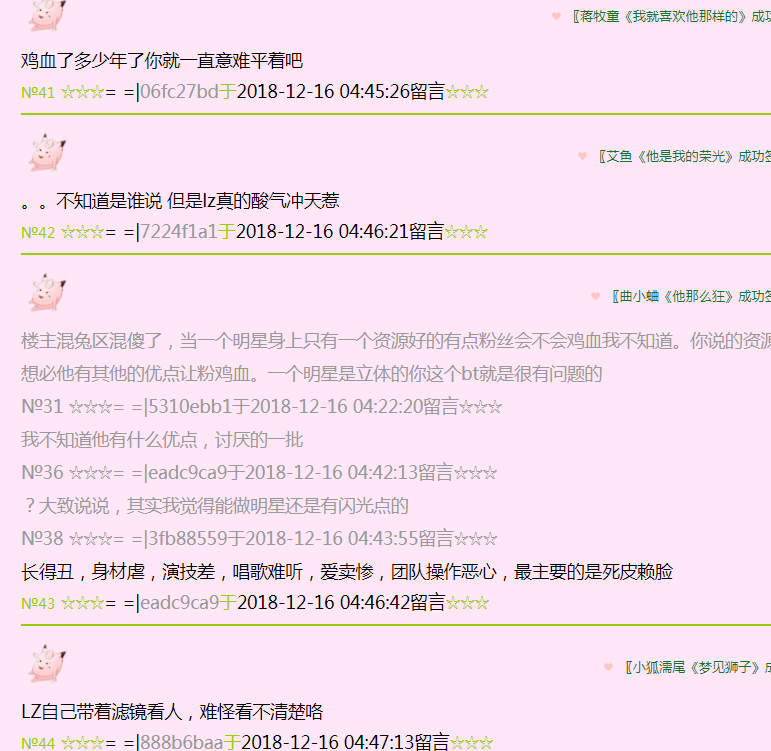 〖蒋牧童《我就喜欢他那样的》成功
鸡血了多少年了你就一直意难平着吧
№41 ☆☆☆= =|06fc27bd于2018-12-16 04:45:26留言☆☆☆
〖艾鱼《他是我的荣光》成功签
。。不知道是谁说 但是lz真的酸气冲天惹
№42 ☆☆☆= =|7224f1a1于2018-12-16 04:46:21留言☆☆☆
〖曲小蛐《他那么狂》成功签
楼主混兔区混傻了，当一个明星身上只有一个资源好的有点粉丝会不会鸡血我不知道。你说的资源
想必他有其他的优点让粉鸡血。一个明星是立体的你这个bt就是很有问题的
№31 ☆☆☆= =|5310ebb1于2018-12-16 04:22:20留言☆☆☆
我不知道他有什么优点，讨厌的一批
№36 ☆☆☆= =|eadc9ca9于2018-12-16 04:42:13留言☆☆☆
？大致说说，其实我觉得能做明星还是有闪光点的
№38 ☆☆☆= =|3fb88559于2018-12-16 04:43:55留言☆☆☆
长得丑，身材虐，演技差，唱歌难听，爱卖惨，团队操作恶心，最主要的是死皮赖脸
№43 ☆☆☆= =|eadc9ca9于2018-12-16 04:46:42留言☆☆☆
〖小狐濡尾《梦见狮子》成
LZ自己带着滤镜看人，难怪看不清楚咯
№44 ☆☆☆= =|888b6baa于2018-12-16 04:47:13留言☆☆☆